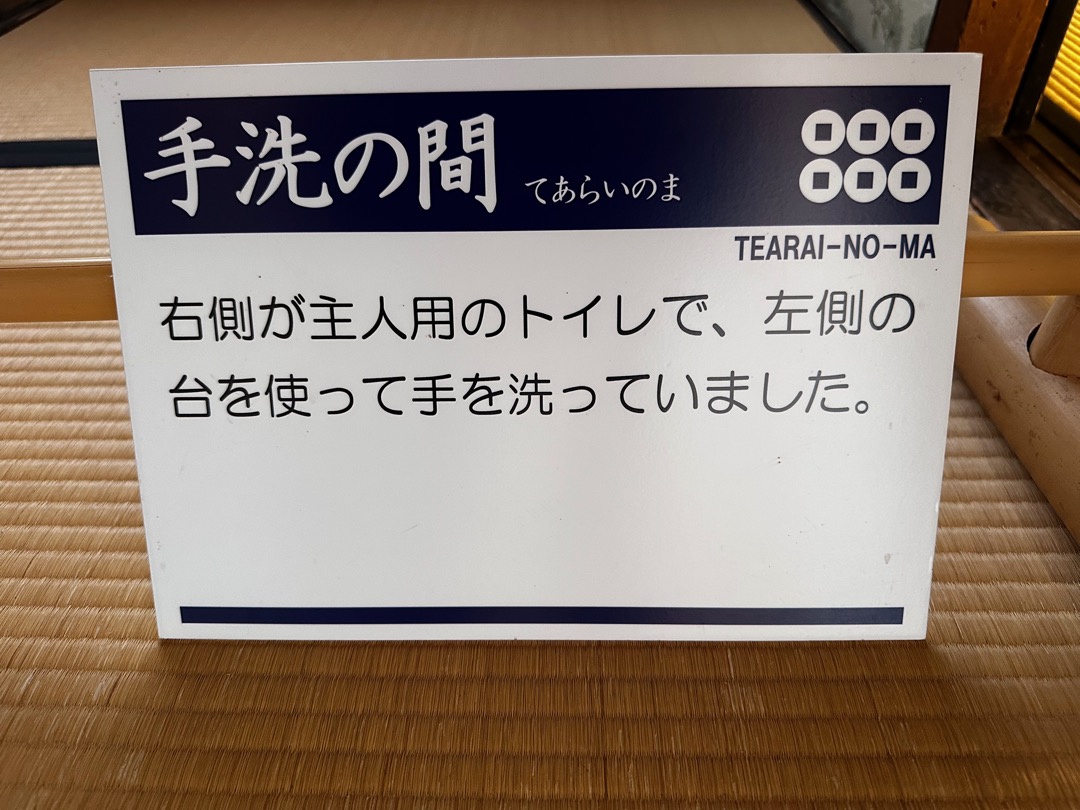 手洗の間 てあらいのま
TEARAI-NO-MA
右側が主人用のトイレで、左側の
台を使って手を洗っていました。